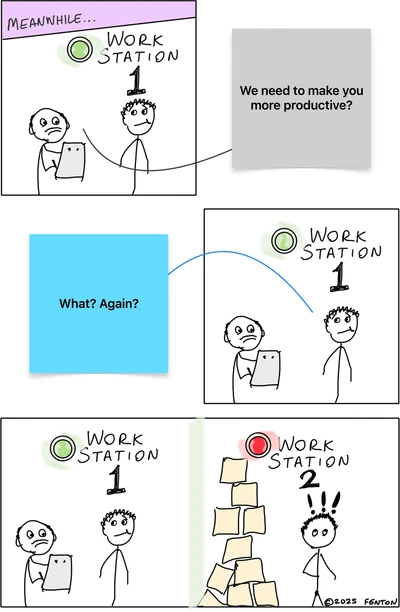 MEANWHILE...
WORK
STATION
1
We need to make you
more productive?
What? Again?
WORK
STATION
1
WORK
STATION
1
WORK
STATION
2
!!!
©2025 FENTON